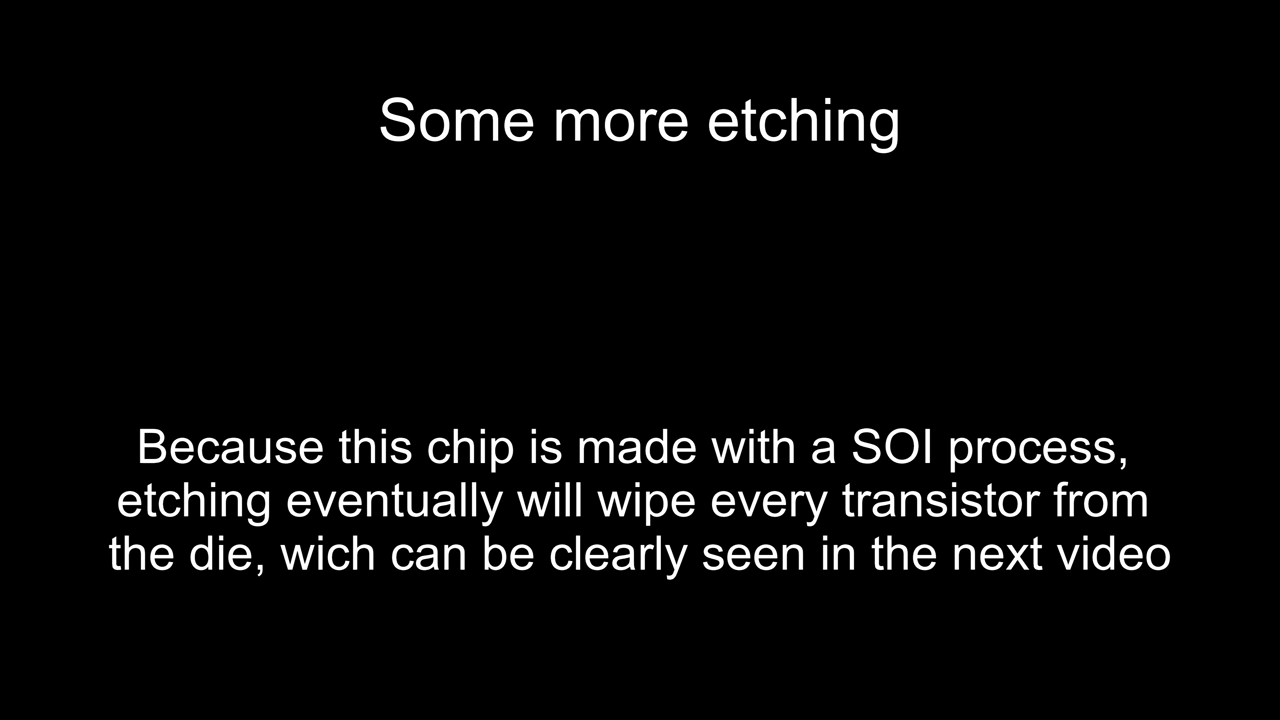 Some more etching
Because this chip is made with a SOI process,
etching eventually will wipe every transistor from
the die, wich can be clearly seen in the next video